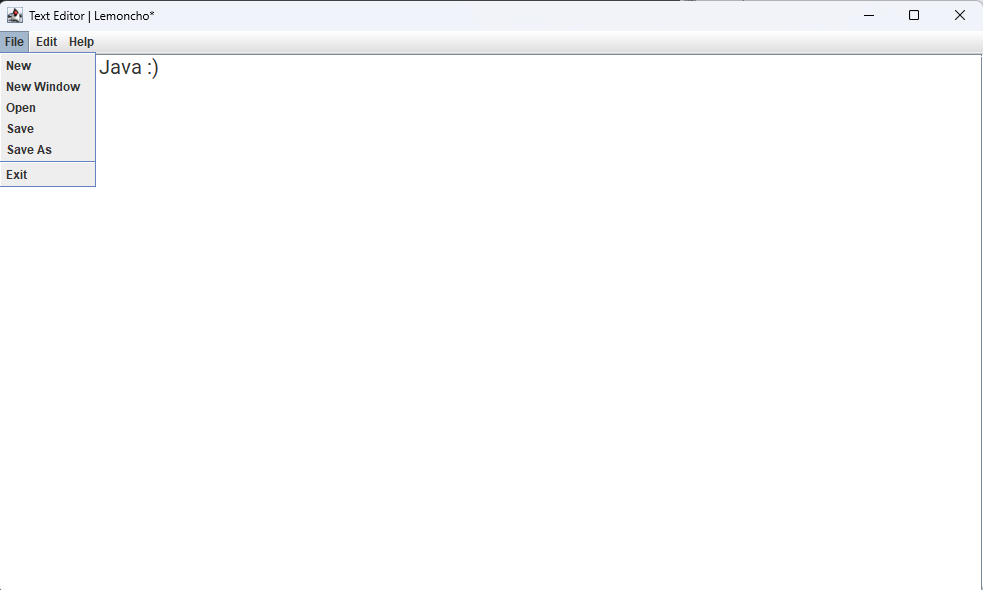 Text Editor | Lemoncho*
File Edit Help
Java :)
New
New Window
Open
Save
Save As
Exit